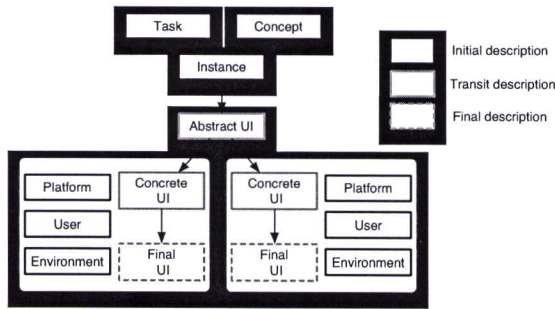 Task
Concept
Instance
Abstract UI
Initial description
Transit description
Final description
Platform
User
Environment
Concrete
UI
Final
UI
Concrete
UI
Final
UI
Platform
User
Environment